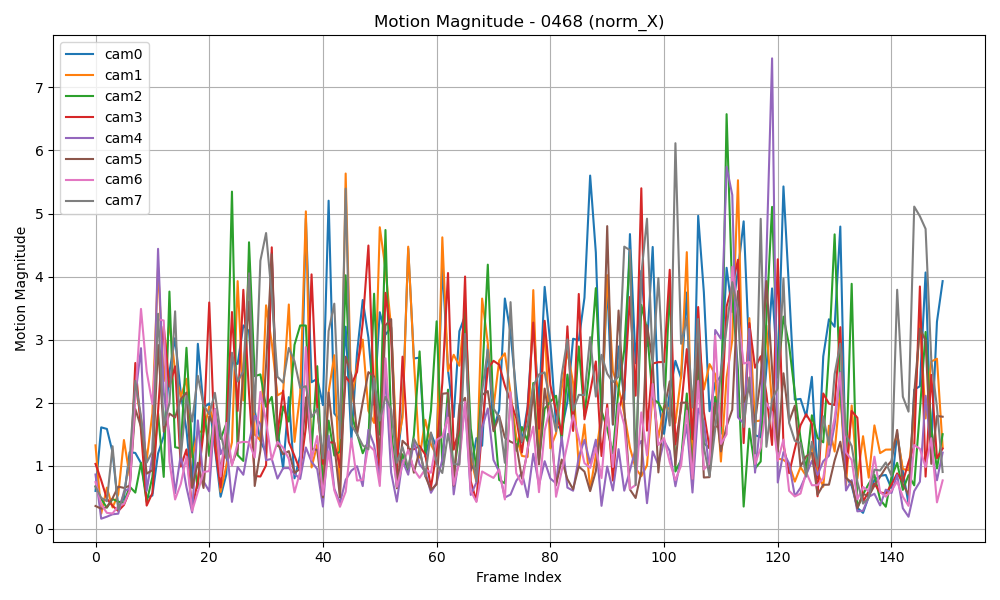 Motion Magnitude - 0468 (norm_X)
cam0
cam1
cam2
cam3
cam4
cam5
cam6
cam7
Motion Magnitude
7
6
5
4
3
2
1
0
0 20 40 60 80 100 120 140
Frame Index